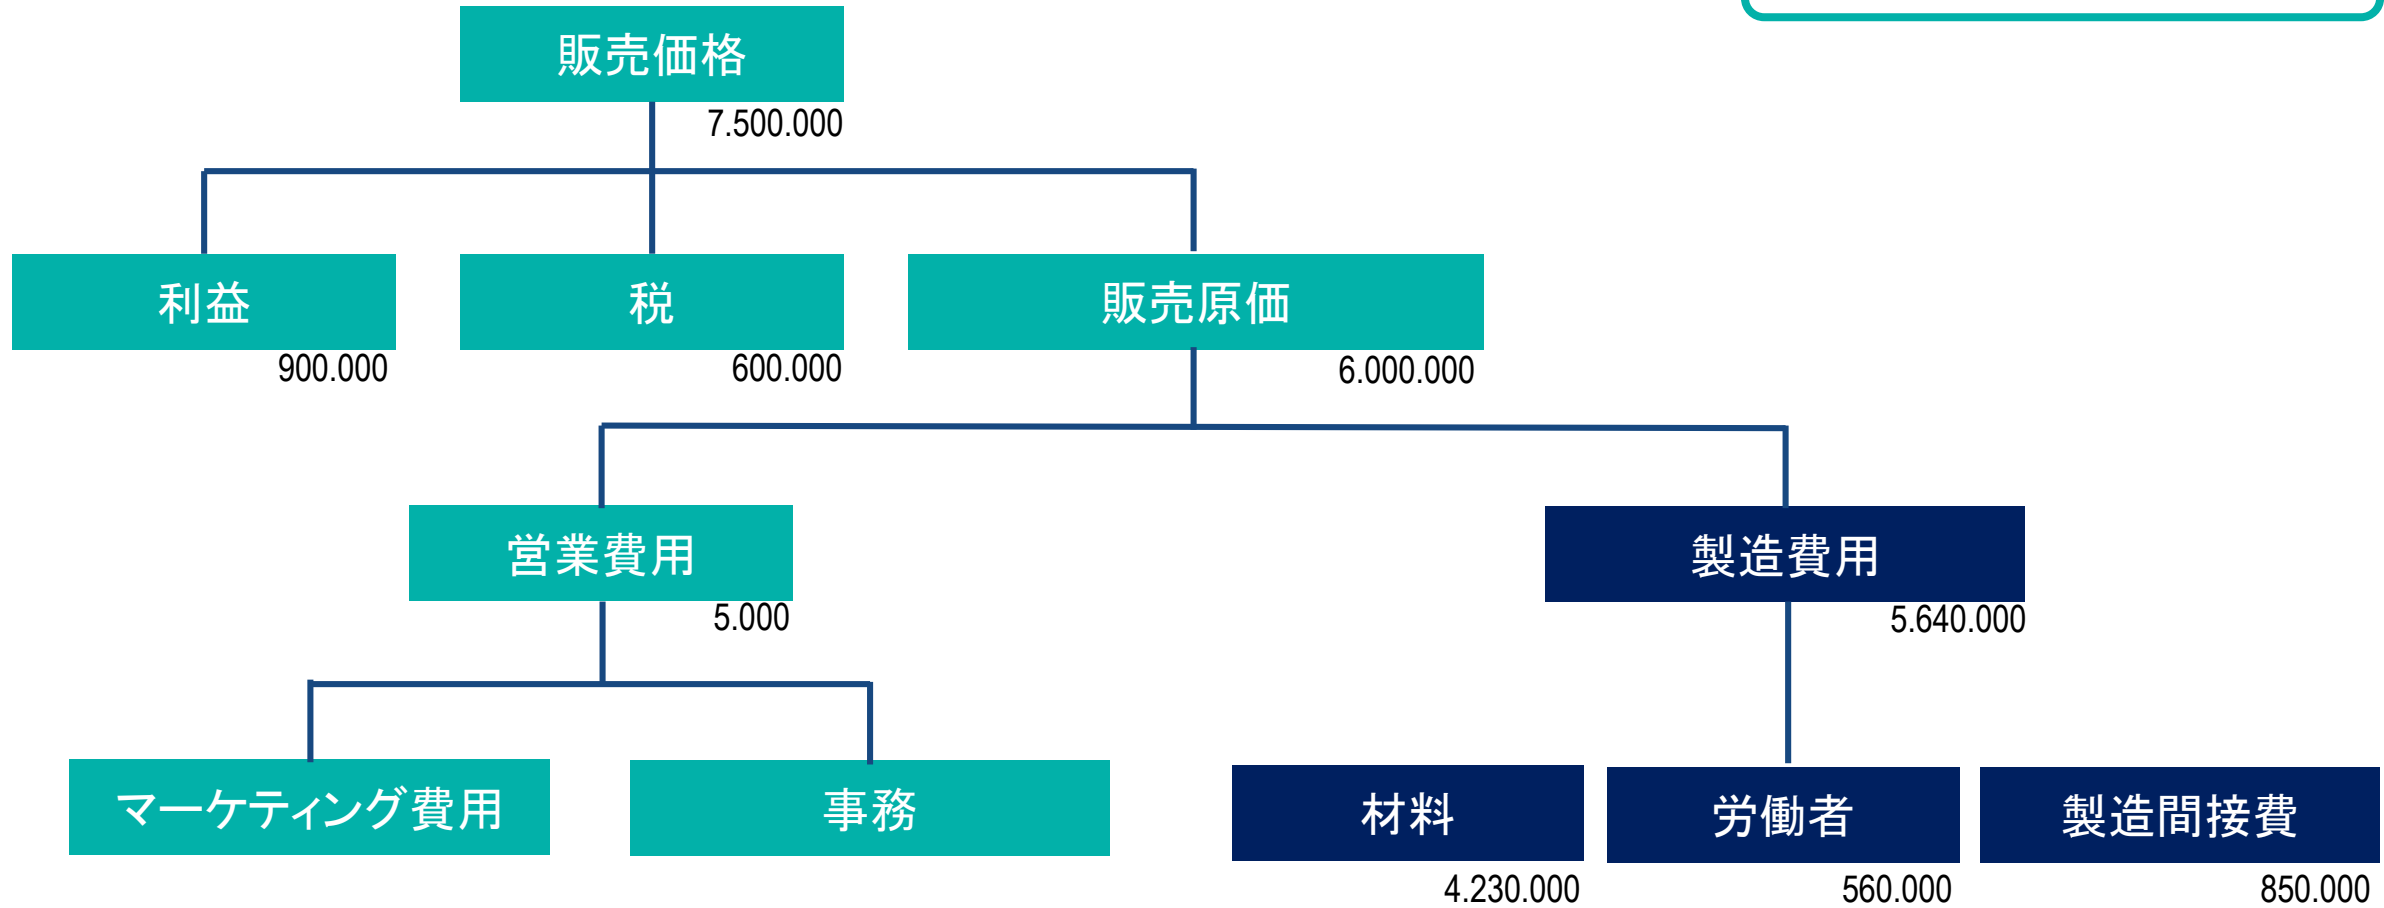 販売価格
7.500.000
利益
税
販売原価
900.000
600.000
6.000.000
営業費用
製造費用
5.000
5.640.000
マーケティング費用
事務
材料
労働者
製造間接費
4.230.000
560.000
850.000